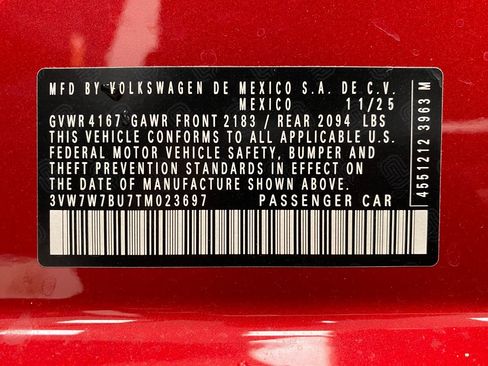 MFD BY VOLKSWAGEN DE MEXICO S.A. DE C.V.
MEXICO 11/25
GVWR 4167 GAWR FRONT 2183 / REAR 2094 LBS
THIS VEHICLE CONFORMS TO ALL APPLICABLE U.S.
FEDERAL MOTOR VEHICLE SAFETY, BUMPER AND
THEFT PREVENTION STANDARDS IN EFFECT ON
THE DATE OF MANUFACTURE SHOWN ABOVE.
3VW7W7BU7TM023697 PASSENGER CAR
4551212 3963 M